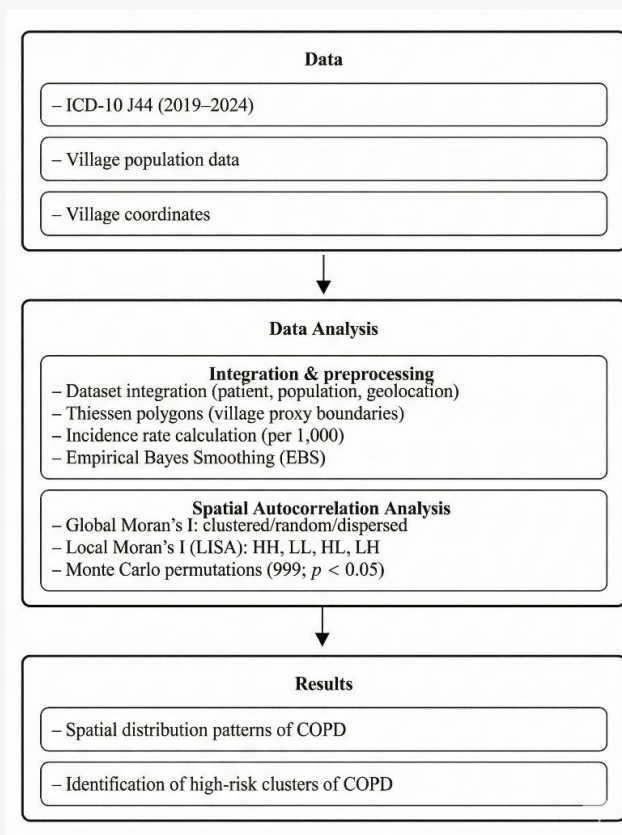 Data
– ICD-10 J44 (2019–2024)
– Village population data
– Village coordinates
Data Analysis
Integration & preprocessing
– Dataset integration (patient, population, geolocation)
– Thiessen polygons (village proxy boundaries)
– Incidence rate calculation (per 1,000)
– Empirical Bayes Smoothing (EBS)
Spatial Autocorrelation Analysis
– Global Moran's I: clustered/random/dispersed
– Local Moran's I (LISA): HH, LL, HL, LH
– Monte Carlo permutations (999; p < 0.05)
Results
– Spatial distribution patterns of COPD
– Identification of high-risk clusters of COPD